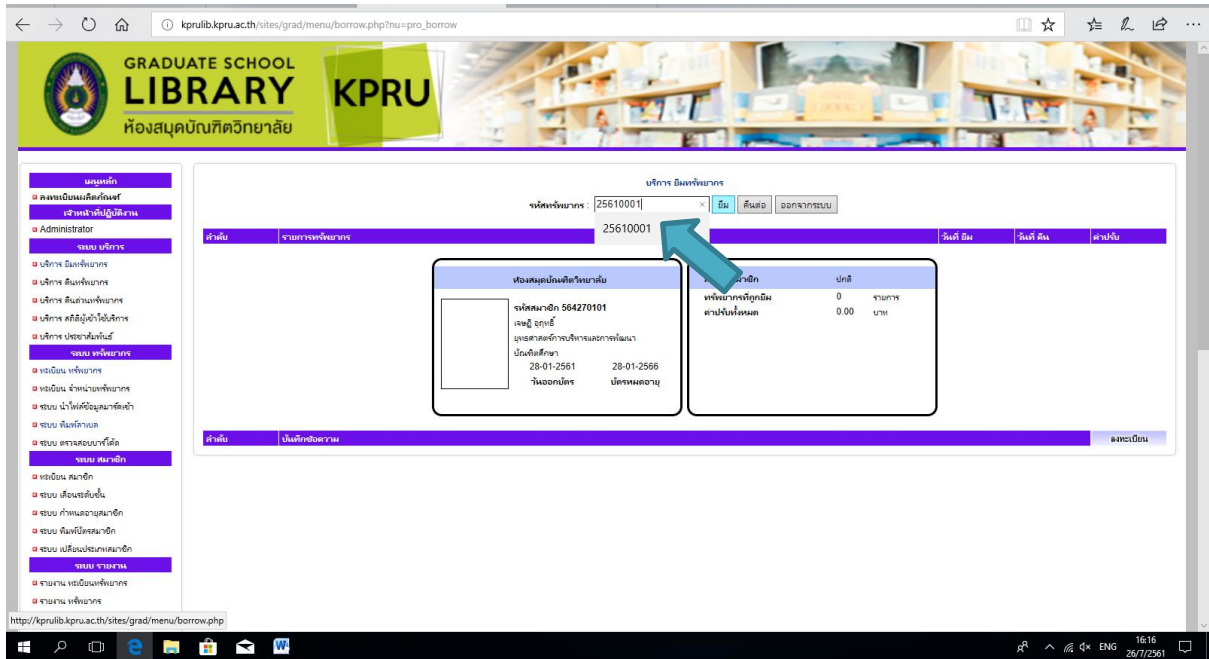 kprulib.kpru.ac.th/sites/grad/menu/borrow.php?nu=pro_borrow
GRADUATE SCHOOL
LIBRARY
ห้องสมุดบัณฑิตวิทยาลัย
KPRU
เมนูหลัก
ลงทะเบียนผลิตภัณฑ์
เจ้าหน้าที่ปฏิบัติงาน
Administrator
ระบบ บริการ
บริการ ยืมทรัพยากร
บริการ คืนทรัพยากร
บริการ คืนด่วนทรัพยากร
บริการ สถิติผู้เข้าใช้บริการ
บริการ ประชาสัมพันธ์
ระบบ ทรัพยากร
ทะเบียน ทรัพยากร
ทะเบียน จำหน่ายทรัพยากร
ระบบ นำไฟล์ข้อมูลมาร์คเข้า
ระบบ พิมพ์ลาเบล
ระบบ ตรวจสอบบาร์โค้ด
ระบบ สมาชิก
ทะเบียน สมาชิก
ระบบ เลื่อนระดับชั้น
ระบบ กำหนดอายุสมาชิก
ระบบ พิมพ์บัตรสมาชิก
ระบบ เปลี่ยนประเภทสมาชิก
ระบบ รายงาน
รายงาน ทะเบียนทรัพยากร
รายงาน ทรัพยากร
บริการ ยืมทรัพยากร
รหัสทรัพยากร : 25610001 × ยืม คืนต่อ ออกจากระบบ
25610001
ลำดับ รายการทรัพยากร วันที่ ยืม วันที่ คืน ค่าปรับ
ห้องสมุดบัณฑิตวิทยาลัย
รหัสสมาชิก 564270101
เจษฎ์ อุทธิ์
ยุทธศาสตร์การบริหารและการพัฒนา
บัณฑิตศึกษา
28-01-2561 28-01-2566
วันออกบัตร บัตรหมดอายุ
ปกติ
ทรัพยากรที่ถูกยืม 0 รายการ
ค่าปรับทั้งหมด 0.00 บาท
ลำดับ บันทึกข้อความ ลงทะเบียน
http://kprulib.kpru.ac.th/sites/grad/menu/borrow.php
ENG 16:16
26/7/2561